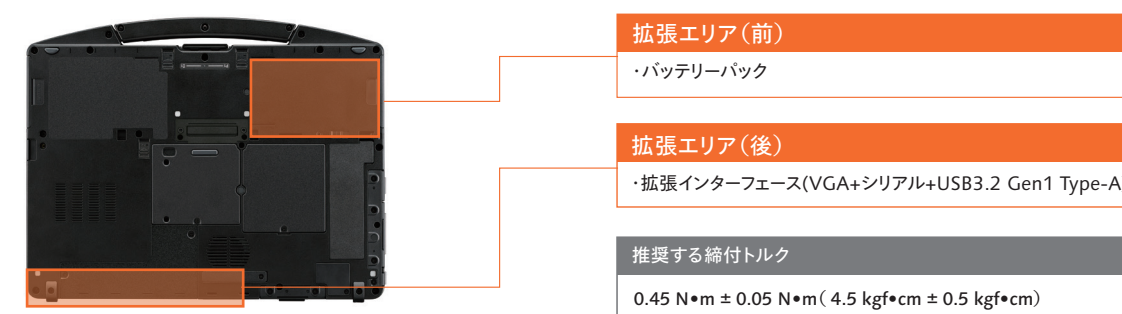 拡張エリア（前）
・バッテリーパック
拡張エリア（後）
・拡張インターフェース(VGA+シリアル+USB3.2 Gen1 Type-A
推奨する締付トルク
0.45 N•m ± 0.05 N•m（ 4.5 kgf•cm ± 0.5 kgf•cm）